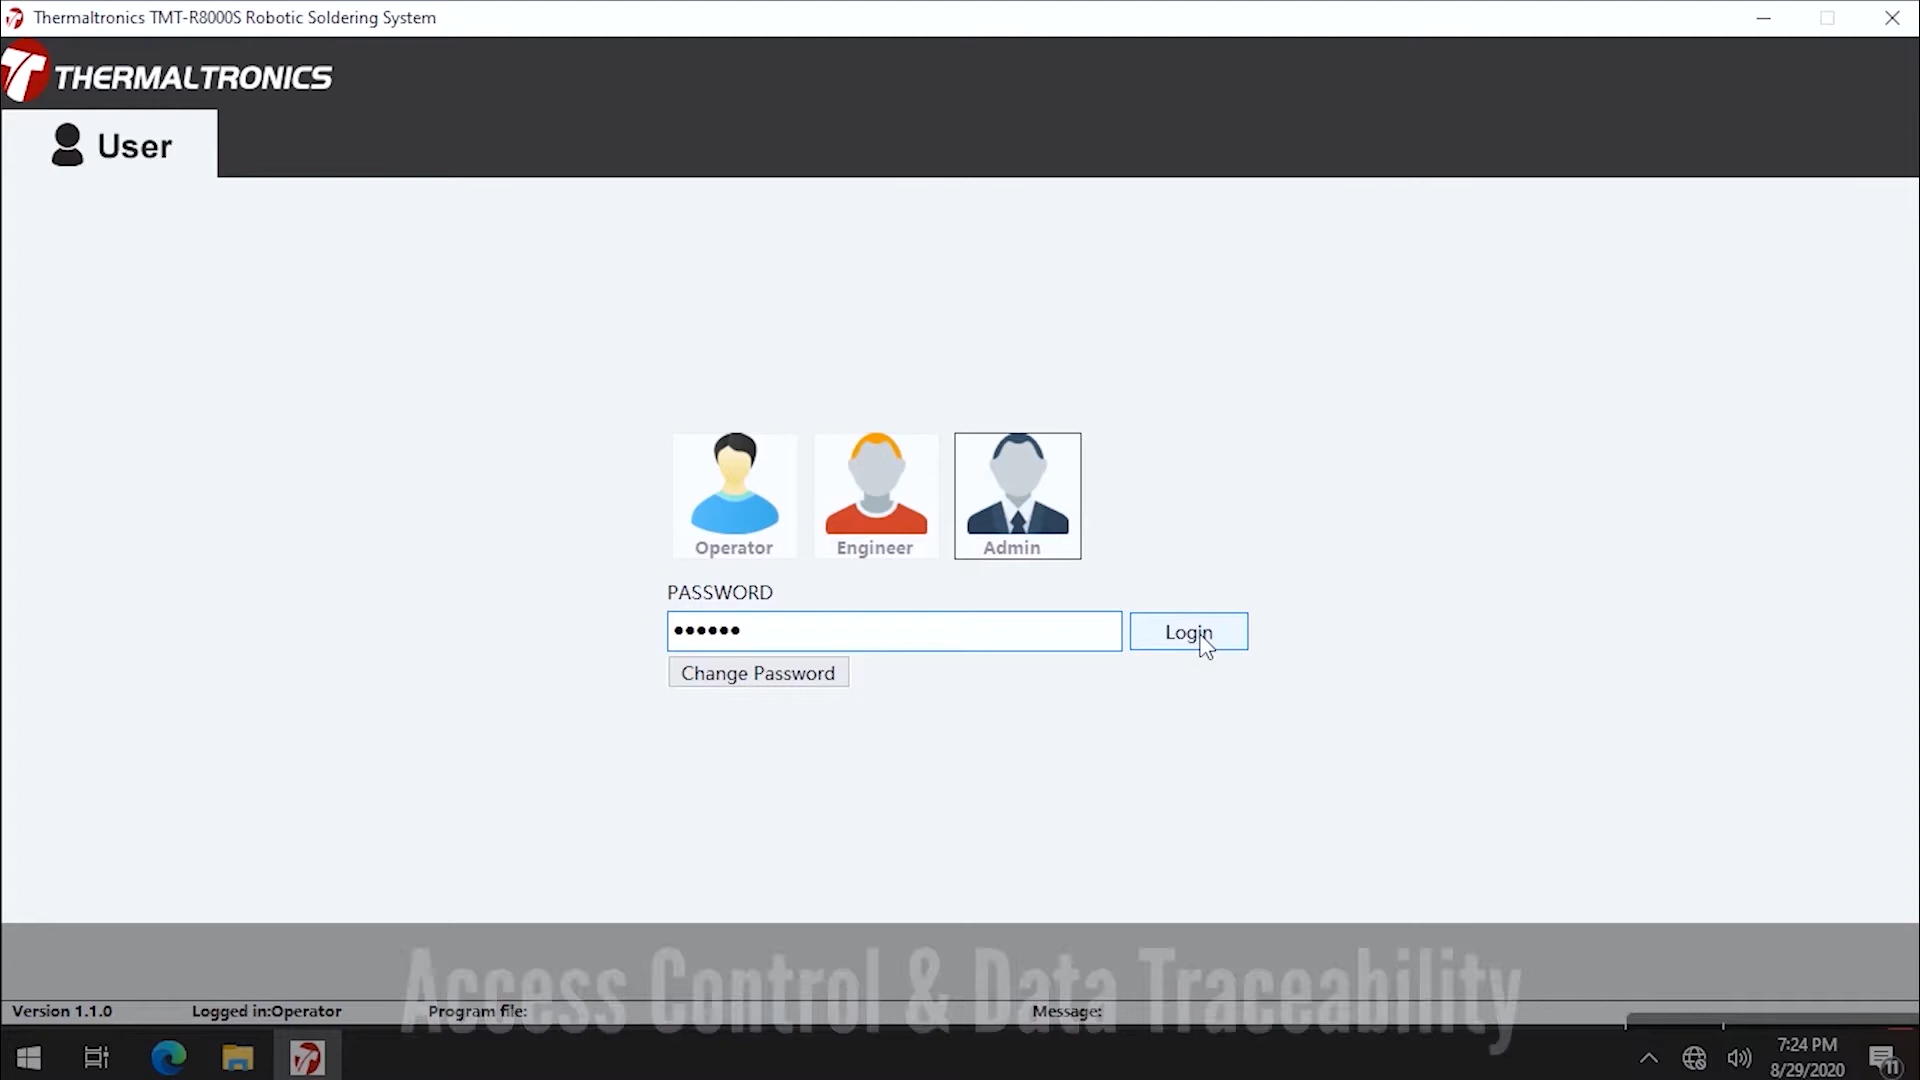 Thermaltronics TMT-R8000S Robotic Soldering System
THERMALTRONICS
User
Operator
Engineer
Admin
PASSWORD
••••••
Login
Change Password
Access Control & Data Traceability
Version 1.1.0
Logged in:Operator
Program file:
Message:
7:24 PM
8/29/2020
11